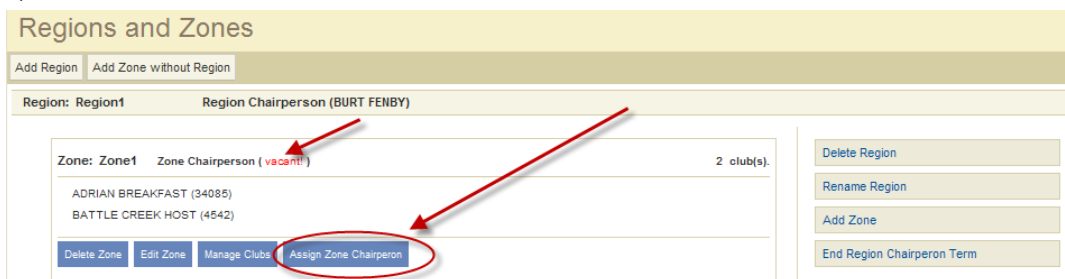 Regions and Zones
Add Region Add Zone without Region
Region: Region1 Region Chairperson (BURT FENBY)
Zone: Zone1 Zone Chairperson ( vacant! ) 2 club(s).
ADRIAN BREAKFAST (34085)
BATTLE CREEK HOST (4542)
Delete Zone Edit Zone Manage Clubs Assign Zone Chairperon
Delete Region
Rename Region
Add Zone
End Region Chairperon Term